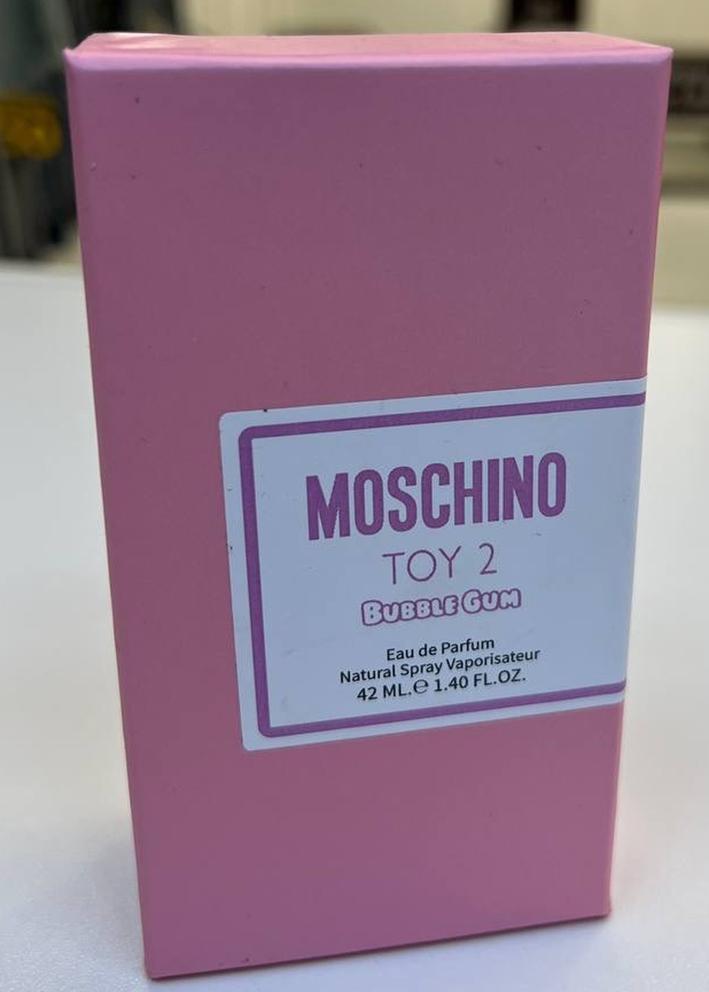 MOSCHINO
TOY 2
BUBBLE GUM
Eau de Parfum
Natural Spray Vaporisateur
42 ML.℮ 1.40 FL.OZ.